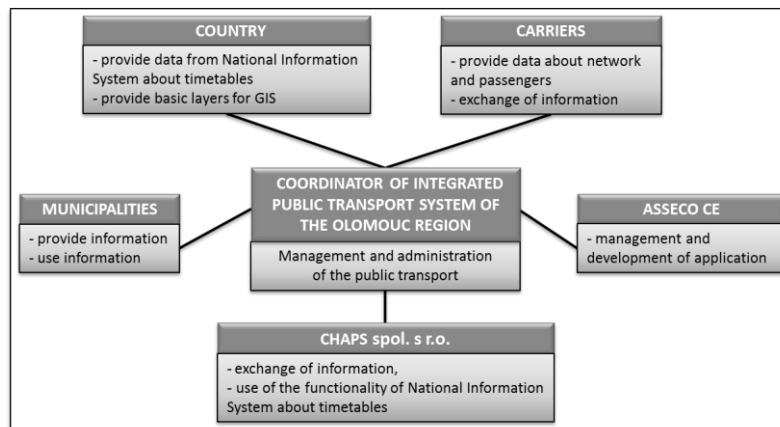 COUNTRY
- provide data from National Information
System about timetables
- provide basic layers for GIS
CARRIERS
- provide data about network
and passengers
- exchange of information
COORDINATOR OF INTEGRATED
PUBLIC TRANSPORT SYSTEM OF
THE OLOMOUC REGION
Management and administration
of the public transport
MUNICIPALITIES
- provide information
- use information
ASSECO CE
- management and
development of application
CHAPS spol. s r.o.
- exchange of information,
- use of the functionality of National Information
System about timetables